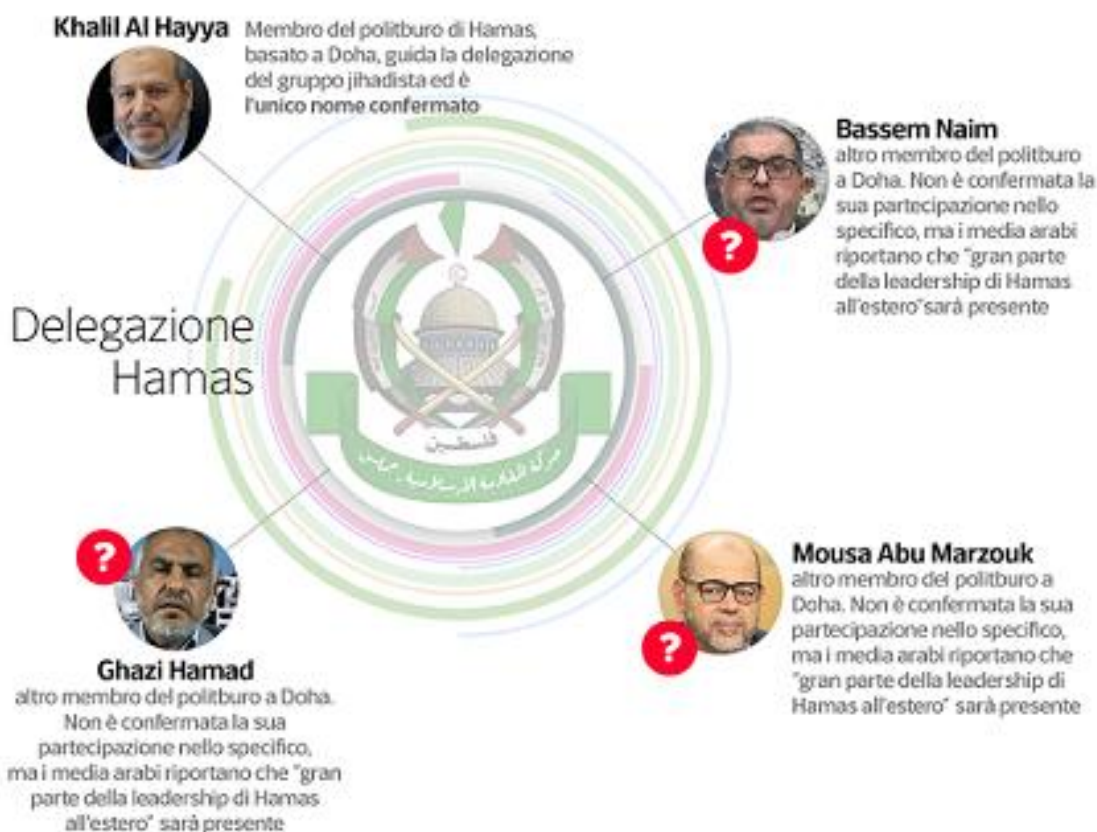 Khalil Al Hayya
Membro del politburo di Hamas,
basato a Doha, guida la delegazione
del gruppo jihadista ed è
l'unico nome confermato
Bassem Naim
altro membro del politburo
a Doha. Non è confermata la
sua partecipazione nello
specifico, ma i media arabi
riportano che "gran parte
della leadership di Hamas
all'estero"sarà presente
Delegazione
Hamas
فلسطين
حركة المقاومة الإسلامية حماس
?
?
?
Mousa Abu Marzouk
altro membro del politburo a
Doha. Non è confermata la sua
partecipazione nello specifico,
ma i media arabi riportano che
"gran parte della leadership di
Hamas all'estero" sarà presente
Ghazi Hamad
altro membro del politburo a Doha.
Non è confermata la sua
partecipazione nello specifico,
ma i media arabi riportano che "gran
parte della leadership di Hamas
all'estero" sarà presente